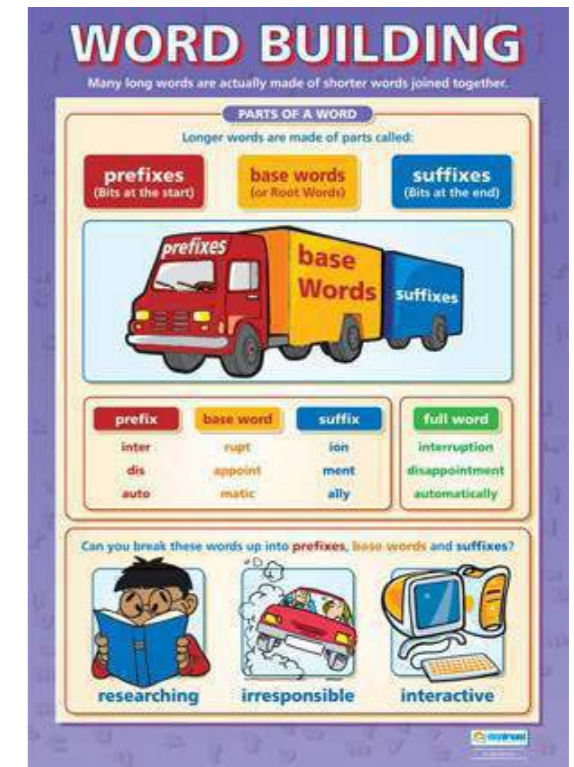 WORD BUILDING
Many long words are actually made of shorter words joined together.
PARTS OF A WORD
Longer words are made of parts called:
prefixes
(Bits at the start)
base words
(or Root Words)
suffixes
(Bits at the end)
prefixes
base
Words
suffixes
prefix base word suffix full word
inter rupt ion interruption
dis appoint ment disappointment
auto matic ally automatically
Can you break these words up into prefixes, base words and suffixes?
researching irresponsible interactive